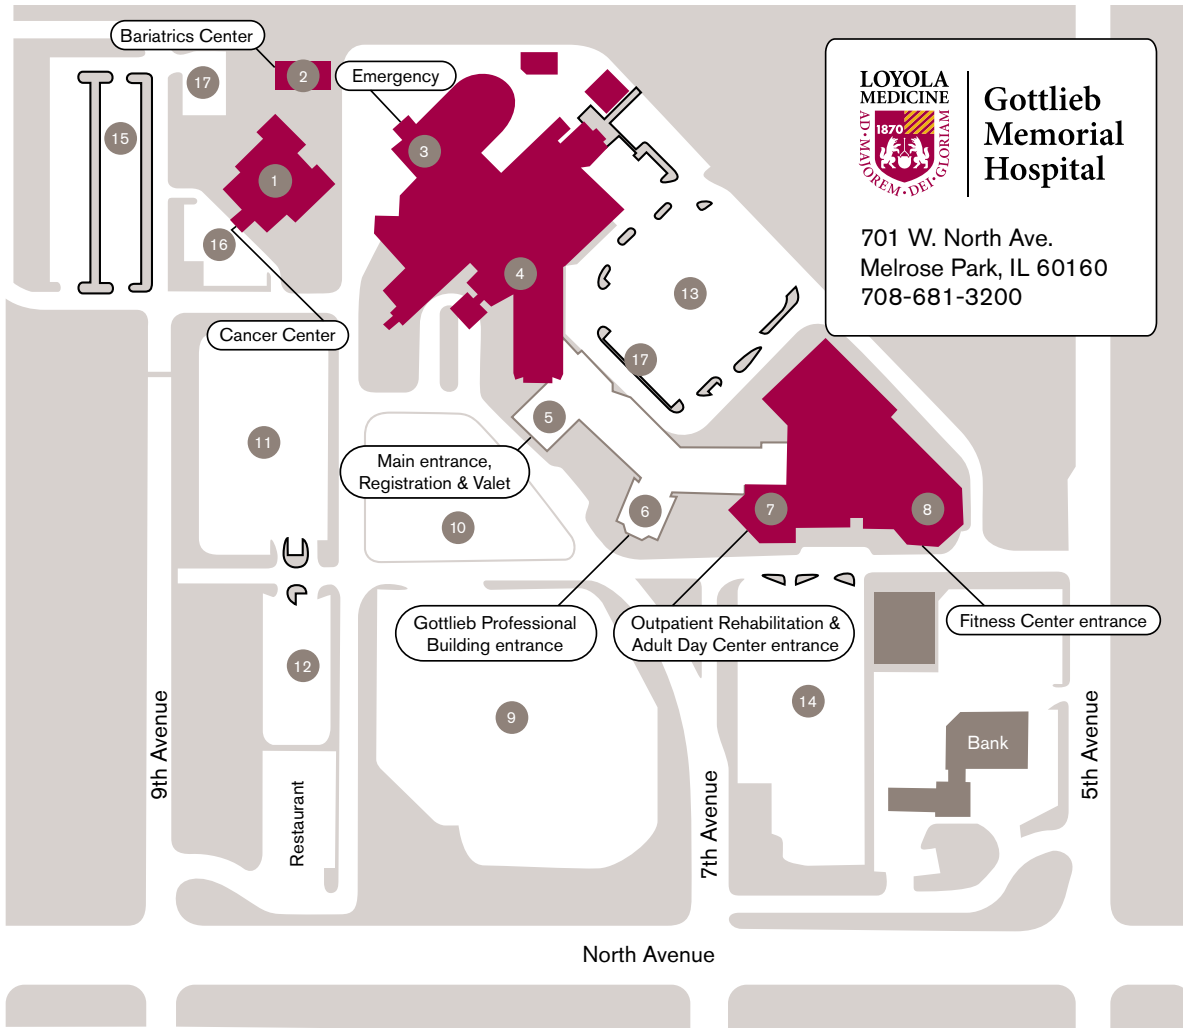 Bariatrics Center
2
Emergency
17
15
3
1
16
4
13
Cancer Center
17
LOYOLA
MEDICINE
1870
AD • MAJOREM • DEI • GLORIAM
Gottlieb
Memorial
Hospital
701 W. North Ave.
Melrose Park, IL 60160
708-681-3200
5
11
Main entrance,
Registration & Valet
10
6
7
8
Gottlieb Professional
Building entrance
Outpatient Rehabilitation &
Adult Day Center entrance
Fitness Center entrance
12
9
14
Bank
9th Avenue
Restaurant
7th Avenue
5th Avenue
North Avenue